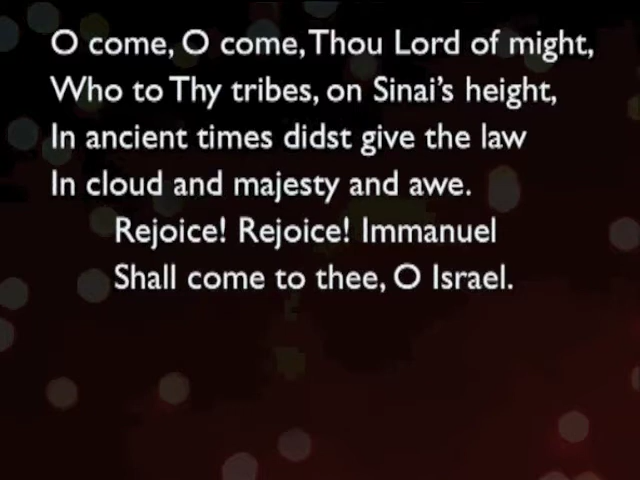 O come, O come, Thou Lord of might,
Who to Thy tribes, on Sinai's height,
In ancient times didst give the law
In cloud and majesty and awe.
Rejoice! Rejoice! Immanuel
Shall come to thee, O Israel.